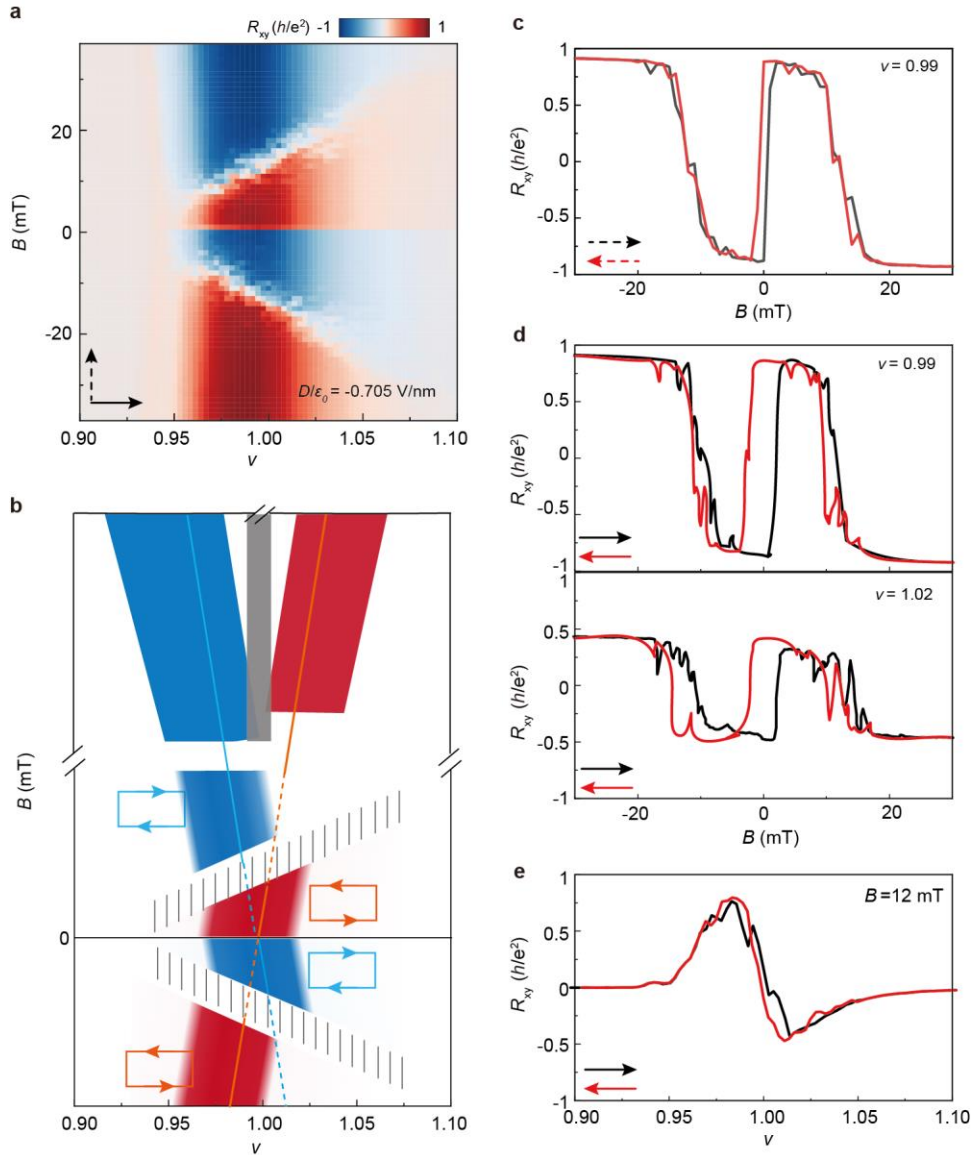 a
R_xy (h/e²) -1 1
B (mT)
20
0
-20
D/ε₀ = -0.705 V/nm
0.90 0.95 1.00 1.05 1.10
ν
b
B (mT)
0
0.90 0.95 1.00 1.05 1.10
ν
c
ν = 0.99
R_xy (h/e²)
1
0.5
0
-0.5
-1
-20 0 20
B (mT)
d
ν = 0.99
R_xy (h/e²)
1
0.5
0
-0.5
-1
ν = 1.02
R_xy (h/e²)
0.5
0
-0.5
-1
-20 0 20
B (mT)
e
B=12 mT
R_xy (h/e²)
1
0.5
0
-0.5
-1
0.90 0.95 1.00 1.05 1.10
ν